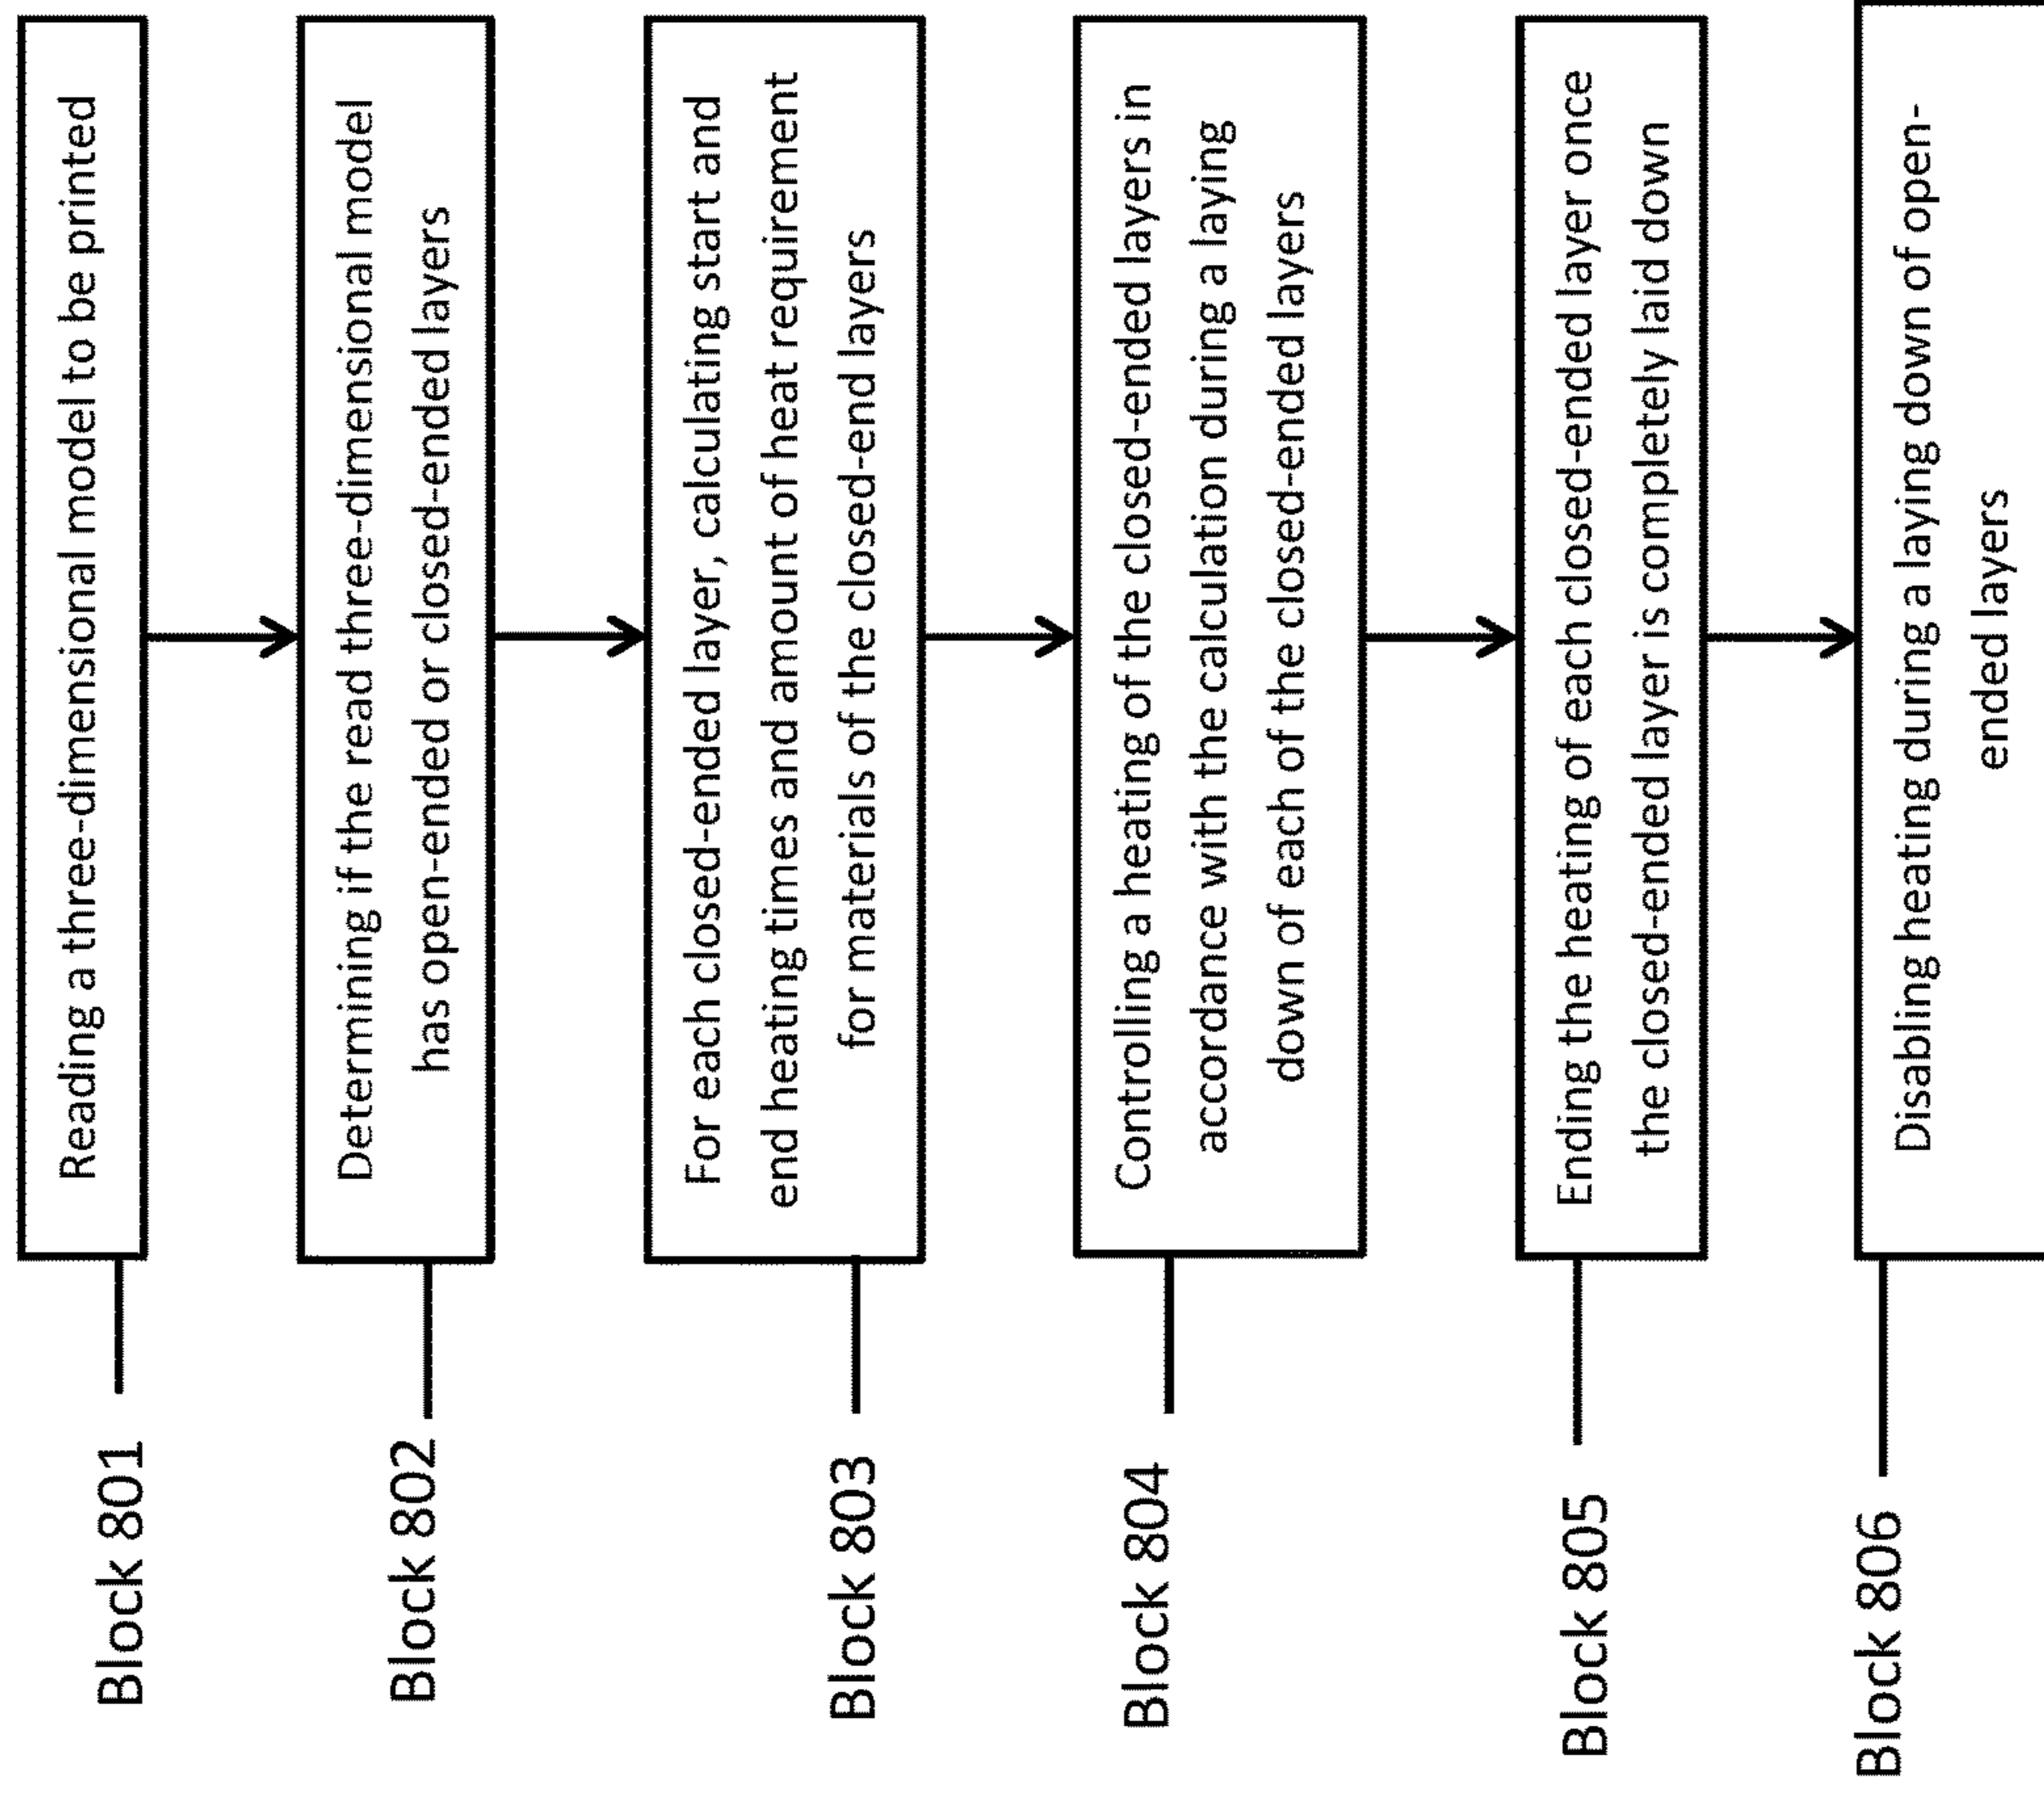 Block 801
Reading a three-dimensional model to be printed
Block 802
Determining if the read three-dimensional model
has open-ended or closed-ended layers
Block 803
For each closed-ended layer, calculating start and
end heating times and amount of heat requirement
for materials of the closed-end layers
Block 804
Controlling a heating of the closed-ended layers in
accordance with the calculation during a laying
down of each of the closed-ended layers
Block 805
Ending the heating of each closed-ended layer once
the closed-ended layer is completely laid down
Block 806
Disabling heating during a laying down of open-
ended layers